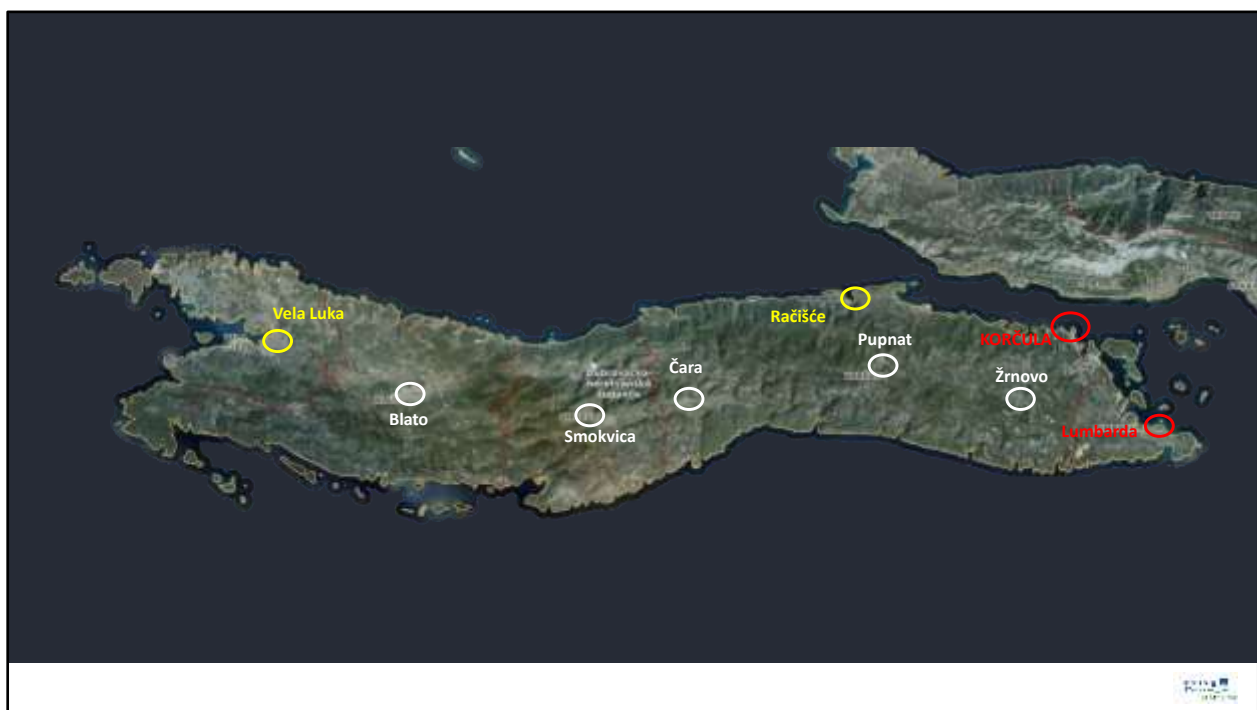 Vela Luka
Račišće
KORČULA
Pupnat
Čara
Žrnovo
Blato
Smokvica
Lumbarda